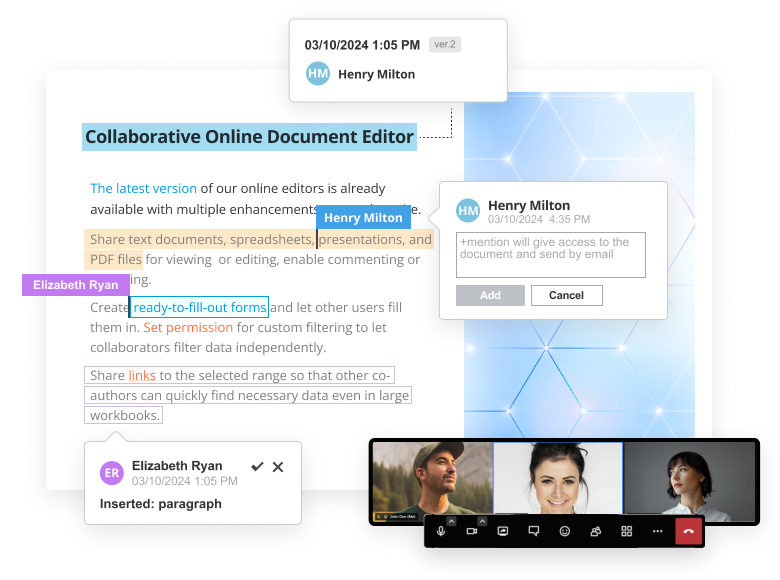 03/10/2024 1:05 PM ver.2
HM Henry Milton
Collaborative Online Document Editor
The latest version of our online editors is already
available with multiple enhancements
Henry Milton
Share text documents, spreadsheets, presentations, and
PDF files for viewing or editing, enable commenting or
Elizabeth Ryan
Create ready-to-fill-out forms and let other users fill
them in. Set permission for custom filtering to let
collaborators filter data independently.
Share links to the selected range so that other co-
authors can quickly find necessary data even in large
workbooks.
HM Henry Milton
03/10/2024 4:35 PM
+mention will give access to the
document and send by email
Add Cancel
ER Elizabeth Ryan
03/10/2024 1:05 PM
Inserted: paragraph
John Doe (Me)